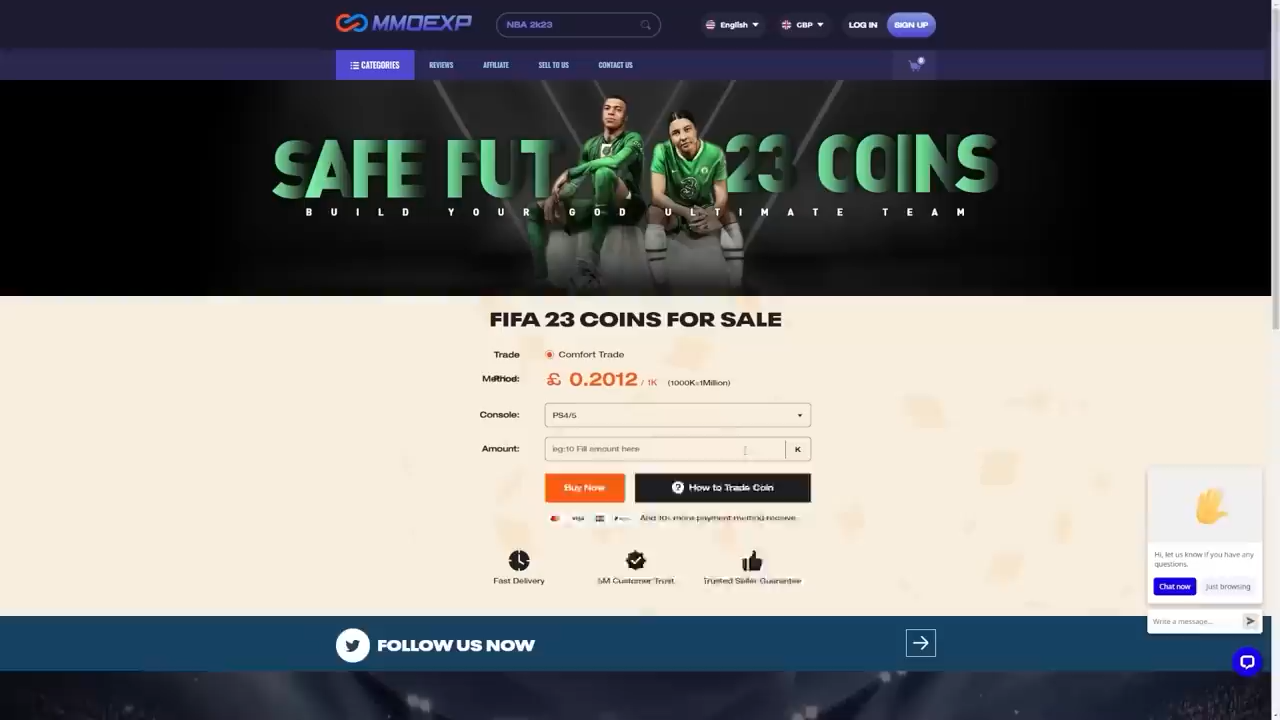 MMOEXP
NBA 2k23
English
GBP
LOG IN
SIGN UP
CATEGORIES
REVIEWS
AFFILIATE
SELL TO US
CONTACT US
0
SAFE FUT 23 COINS
BUILD YOUR GOD ULTIMATE TEAM
FIFA 23 COINS FOR SALE
Trade
Comfort Trade
£ 0.2012 / 1K (1000K=1Million)
Console:
PS4/5
Amount:
eg:10 Fill amount here
K
Buy Now
? How to Trade Coin
VISA
And 10+ more payment
Fast Delivery
5M Customer Trust
Trusted Seller Guarantee
FOLLOW US NOW
Hi, let us know if you have any
questions.
Chat now
Just browsing
Write a message...